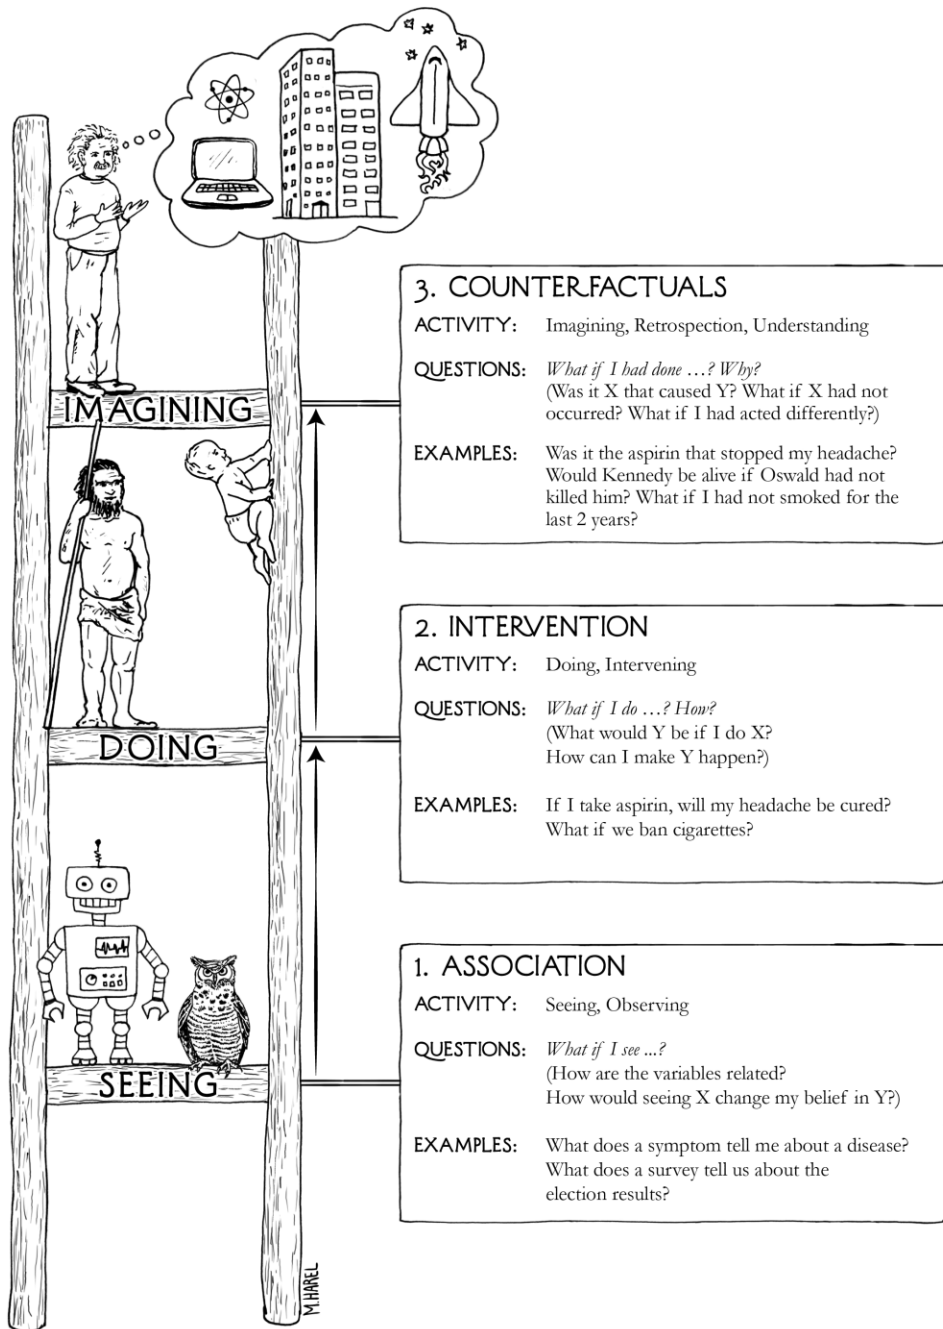 3. COUNTERFACTUALS
ACTIVITY: Imagining, Retrospection, Understanding
QUESTIONS: What if I had done …? Why?
(Was it X that caused Y? What if X had not
occurred? What if I had acted differently?)
EXAMPLES: Was it the aspirin that stopped my headache?
Would Kennedy be alive if Oswald had not
killed him? What if I had not smoked for the
last 2 years?
IMAGINING
2. INTERVENTION
ACTIVITY: Doing, Intervening
QUESTIONS: What if I do …? How?
(What would Y be if I do X?
How can I make Y happen?)
EXAMPLES: If I take aspirin, will my headache be cured?
What if we ban cigarettes?
DOING
1. ASSOCIATION
ACTIVITY: Seeing, Observing
QUESTIONS: What if I see ...?
(How are the variables related?
How would seeing X change my belief in Y?)
EXAMPLES: What does a symptom tell me about a disease?
What does a survey tell us about the
election results?
SEEING
M.HAREL